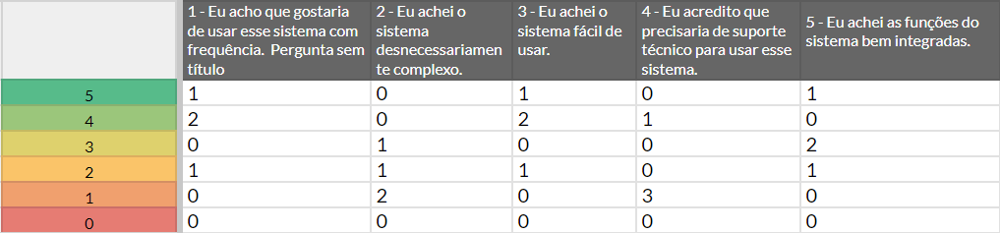 1 - Eu acho que gostaria
de usar esse sistema com
frequência. Pergunta sem
título
2 - Eu achei o
sistema
desnecessariamen
te complexo.
3 - Eu achei o
sistema fácil de
usar.
4 - Eu acredito que
precisaria de suporte
técnico para usar esse
sistema.
5 - Eu achei as funções do
sistema bem integradas.
5 1 0 1 0 1
4 2 0 2 1 0
3 0 1 0 0 2
2 1 1 1 0 1
1 0 2 0 3 0
0 0 0 0 0 0